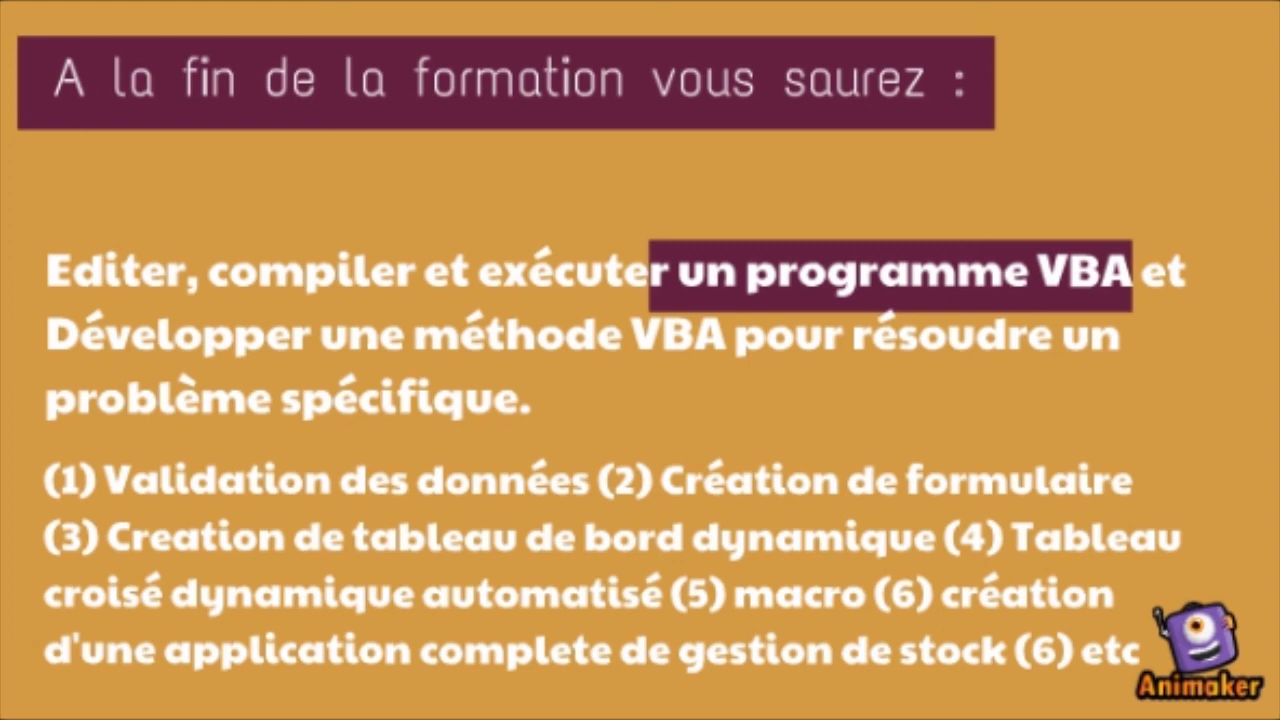 A la fin de la formation vous saurez :
Editer, compiler et exécuter un programme VBA et
Développer une méthode VBA pour résoudre un
problème spécifique.
(1) Validation des données (2) Création de formulaire
(3) Creation de tableau de bord dynamique (4) Tableau
croisé dynamique automatisé (5) macro (6) création
d'une application complete de gestion de stock (6) etc
Animaker